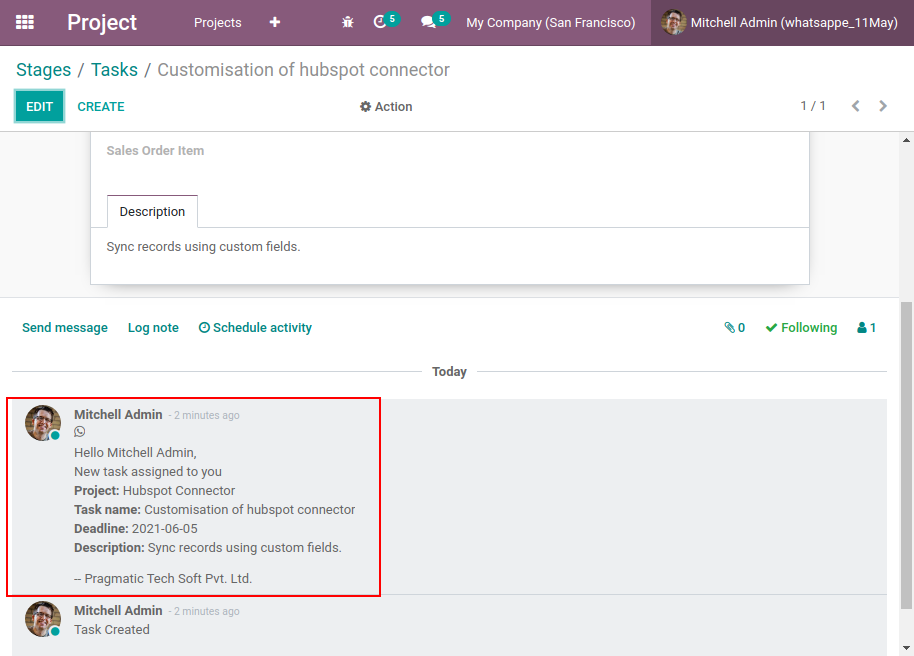 Project Projects + 5 5 My Company (San Francisco) Mitchell Admin (whatsappe_11May)
Stages / Tasks / Customisation of hubspot connector
EDIT CREATE Action 1 / 1
Sales Order Item
Description
Sync records using custom fields.
Send message Log note Schedule activity 0 Following 1
Today
Mitchell Admin - 2 minutes ago
Hello Mitchell Admin,
New task assigned to you
Project: Hubspot Connector
Task name: Customisation of hubspot connector
Deadline: 2021-06-05
Description: Sync records using custom fields.
-- Pragmatic Tech Soft Pvt. Ltd.
Mitchell Admin - 2 minutes ago
Task Created